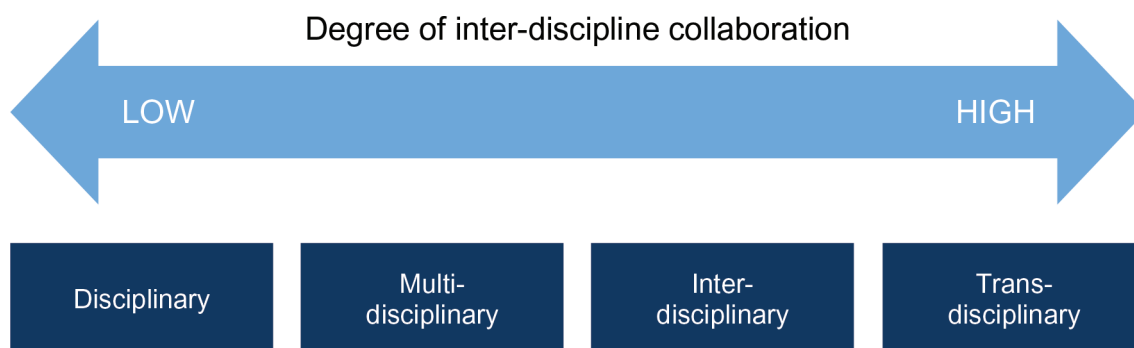 Degree of inter-discipline collaboration
LOW
HIGH
Disciplinary
Multi-
disciplinary
Inter-
disciplinary
Trans-
disciplinary